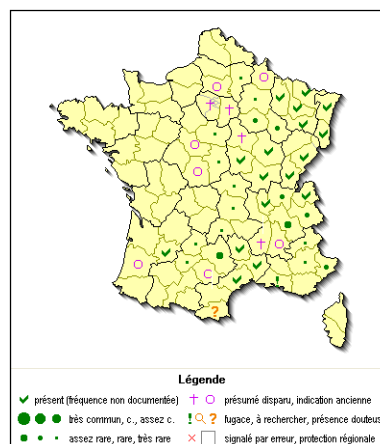 Légende
présent (fréquence non documentée)
présumé disparu, indication ancienne
très commun, c., assez c.
fugace, à rechercher, présence douteus
assez rare, rare, très rare
signalé par erreur, protection régionale